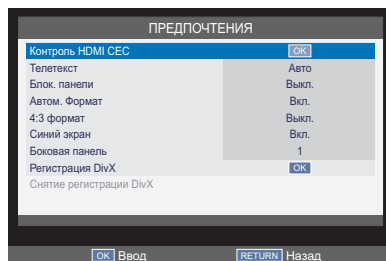 ПРЕДПОЧТЕНИЯ
Контроль HDMI CEC OK
Телетекст Авто
Блок. панели Выкл.
Автом. Формат Вкл.
4:3 формат Выкл.
Синий экран Вкл.
Боковая панель 1
Регистрация DivX OK
Снятие регистрации DivX
OK Ввод RETURN Назад